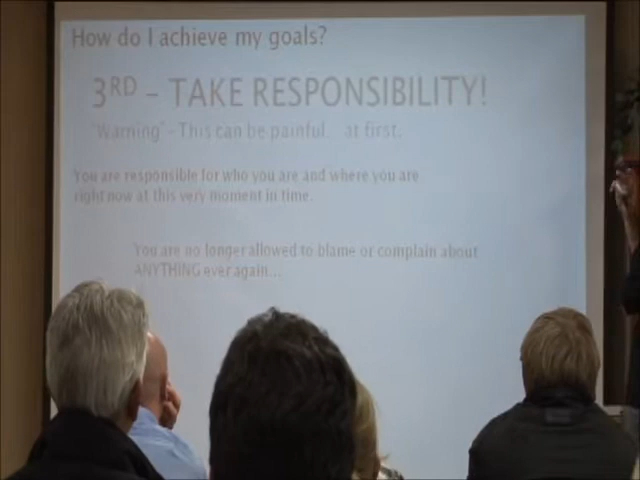 How do I achieve my goals?
3RD – TAKE RESPONSIBILITY!
"Warning" - This can be painful... at first.
You are responsible for who you are and where you are
right now at this very moment in time.
You are no longer allowed to blame or complain about
ANYTHING ever again...